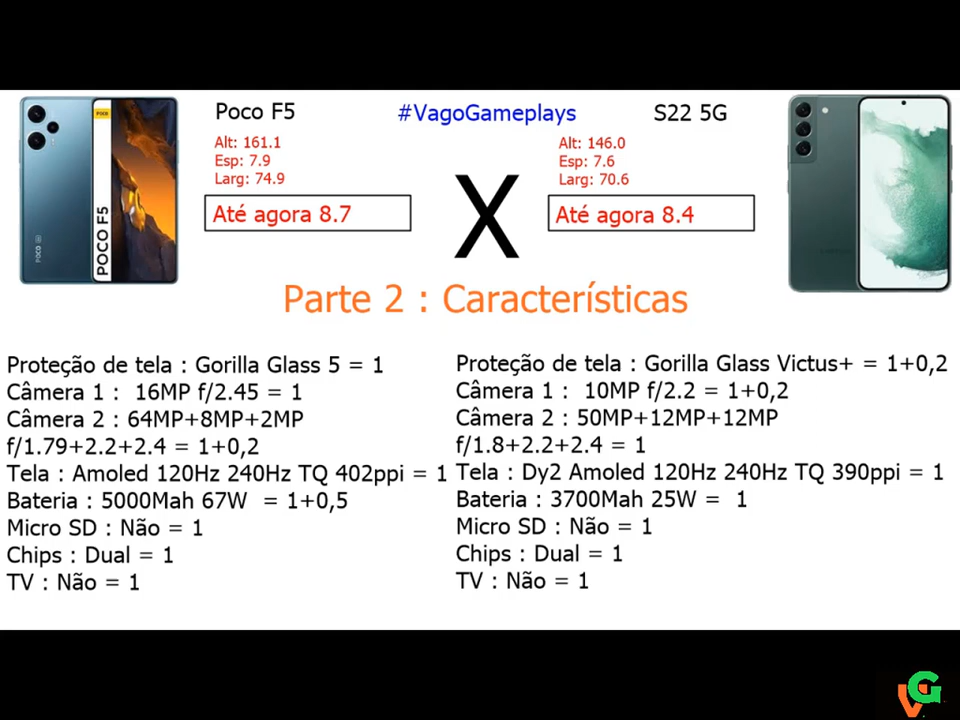 Poco F5
#VagoGameplays
S22 5G
Alt: 161.1
Esp: 7.9
Larg: 74.9
Até agora 8.7
X
Alt: 146.0
Esp: 7.6
Larg: 70.6
Até agora 8.4
POCO
POCO F5
POCO
Parte 2 : Características
Proteção de tela : Gorilla Glass 5 = 1
Câmera 1 :  16MP f/2.45 = 1
Câmera 2 : 64MP+8MP+2MP
f/1.79+2.2+2.4 = 1+0,2
Tela : Amoled 120Hz 240Hz TQ 402ppi = 1
Bateria : 5000Mah 67W  = 1+0,5
Micro SD : Não = 1
Chips : Dual = 1
TV : Não = 1
Proteção de tela : Gorilla Glass Victus+ = 1+0,2
Câmera 1 :  10MP f/2.2 = 1+0,2
Câmera 2 : 50MP+12MP+12MP
f/1.8+2.2+2.4 = 1
Tela : Dy2 Amoled 120Hz 240Hz TQ 390ppi = 1
Bateria : 3700Mah 25W =  1
Micro SD : Não = 1
Chips : Dual = 1
TV : Não = 1
VG